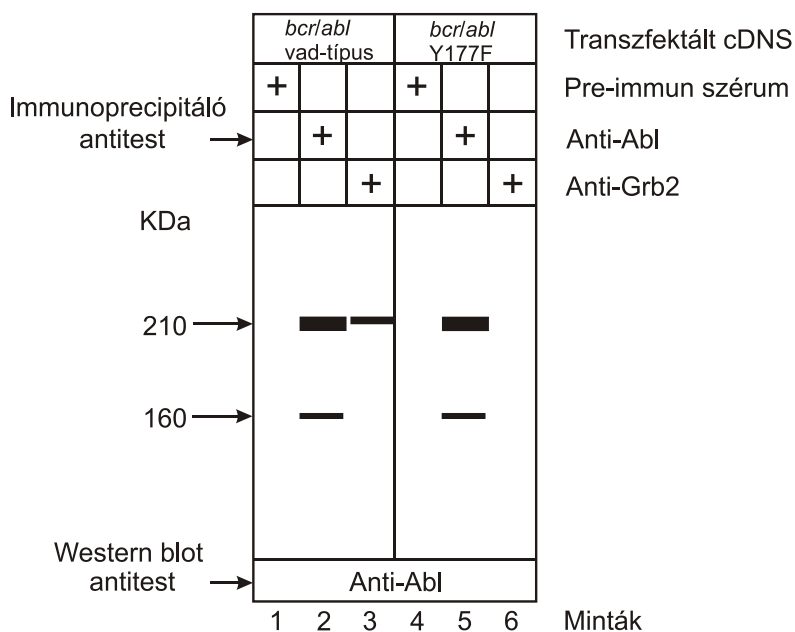 bcr/abl
vad-típus
bcr/abl
Y177F
Transzfektált cDNS
+ + Pre-immun szérum
Immunoprecipitáló
antitest
+ + Anti-Abl
+ + Anti-Grb2
KDa
210
160
Western blot
antitest
Anti-Abl
1 2 3 4 5 6 Minták